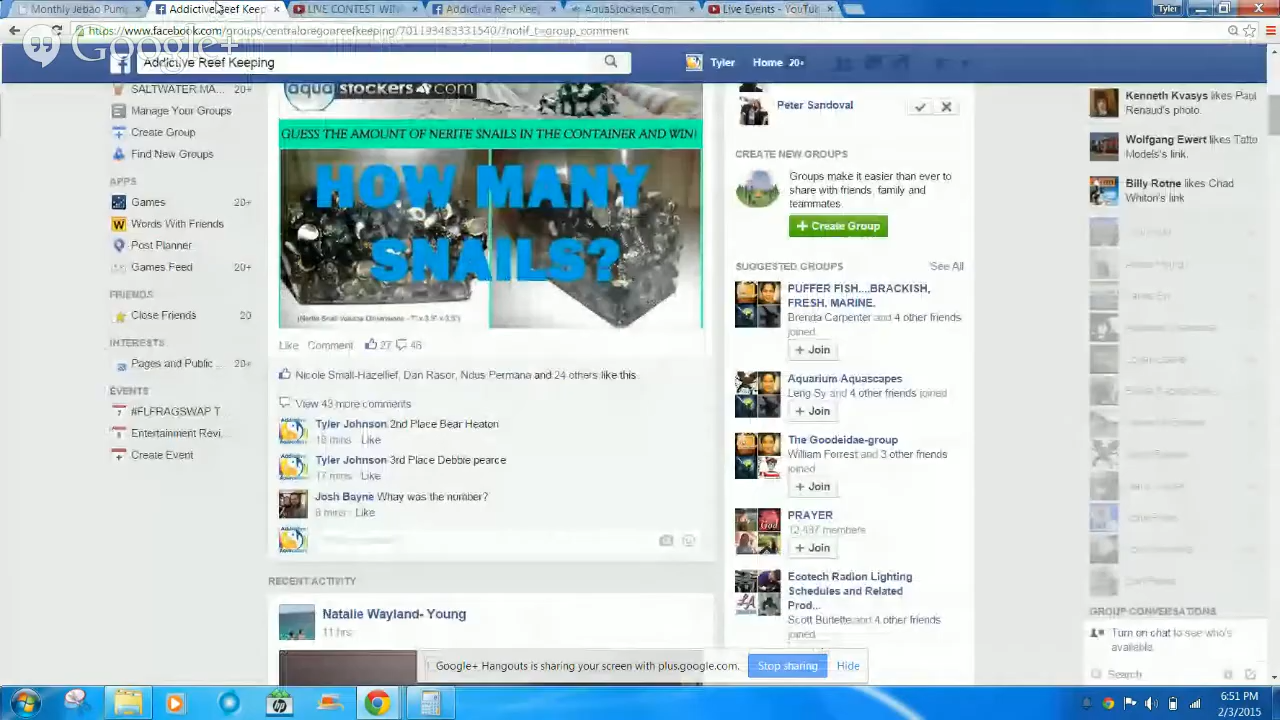 Monthly Jebao Pump
Addictive Reef Keep
LIVE CONTEST With
Addictive Reef Keep
AquaStockers.Com
Live Events - YouTu
Tyler
https://www.facebook.com/groups/centraloregonreefkeeping/701193483331540/?notif_t=group_comment
Google+
Addictive Reef Keeping
Tyler
Home 20+
SALTWATER MA... 20+
Manage Your Groups
Create Group
Find New Groups
APPS
Games 20+
Words With Friends
Post Planner
Games Feed 20+
FRIENDS
Close Friends 20
INTERESTS
Pages and Public ... 20+
EVENTS
#FLFRAGSWAP T...
Entertainment Revi...
Create Event
aquastockers.com
GUESS THE AMOUNT OF NERITE SNAILS IN THE CONTAINER AND WIN!
HOW MANY
SNAILS?
Like Comment 27 46
Nicole Small-Hazellief, Dan Rasor, Ndus Permana and 24 others like this
View 43 more comments
Tyler Johnson 2nd Place Bear Heaton
18 mins Like
Tyler Johnson 3rd Place Debbie pearce
17 mins Like
Josh Bayne Whay was the number?
8 mins Like
RECENT ACTIVITY
Natalie Wayland- Young
11 hrs
Peter Sandoval
CREATE NEW GROUPS
Groups make it easier than ever to
share with friends, family and
teammates.
+ Create Group
SUGGESTED GROUPS See All
PUFFER FISH....BRACKISH,
FRESH, MARINE.
Brenda Carpenter and 4 other friends
joined
+ Join
Aquarium Aquascapes
Leng Sy and 4 other friends joined
+ Join
The Goodeidae-group
William Forrest and 3 other friends
joined
+ Join
PRAYER
12,437 members
+ Join
Ecotech Radion Lighting
Schedules and Related
Prod...
Scott Burlette and 4 other friends
joined
Kenneth Kvasys likes Paul
Renaud's photo.
Wolfgang Ewert likes Tatto
Models's link.
Billy Rotne likes Chad
Whiton's link
GROUP CONVERSATIONS
Turn on chat to see who's
available.
Search
Google+ Hangouts is sharing your screen with plus.google.com.
Stop sharing
Hide
6:51 PM
2/3/2015